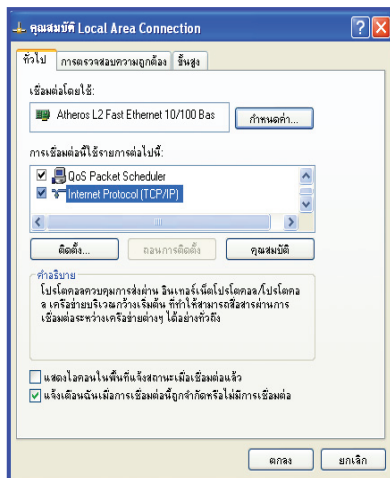 คุณสมบัติ Local Area Connection
ทั่วไป การตรวจสอบความถูกต้อง ขั้นสูง
เชื่อมต่อโดยใช้:
Atheros L2 Fast Ethernet 10/100 Bas
กำหนดค่า...
การเชื่อมต่อนี้ใช้รายการต่อไปนี้:
QoS Packet Scheduler
Internet Protocol (TCP/IP)
ติดตั้ง... ถอนการติดตั้ง คุณสมบัติ
คำอธิบาย
โปรโตคอลควบคุมการส่งผ่าน อินเทอร์เน็ตโปรโตคอล/โปรโตคอ
ล เครือข่ายบริเวณกว้างเริ่มต้น ที่ทำให้สามารถสื่อสารผ่านการ
เชื่อมต่อระหว่างเครือข่ายต่างๆ ได้อย่างทั่วถึง
แสดงไอคอนในพื้นที่แจ้งสถานะเมื่อเชื่อมต่อแล้ว
แจ้งเตือนฉันเมื่อการเชื่อมต่อนี้ถูกจำกัดหรือไม่มีการเชื่อมต่อ
ตกลง ยกเลิก